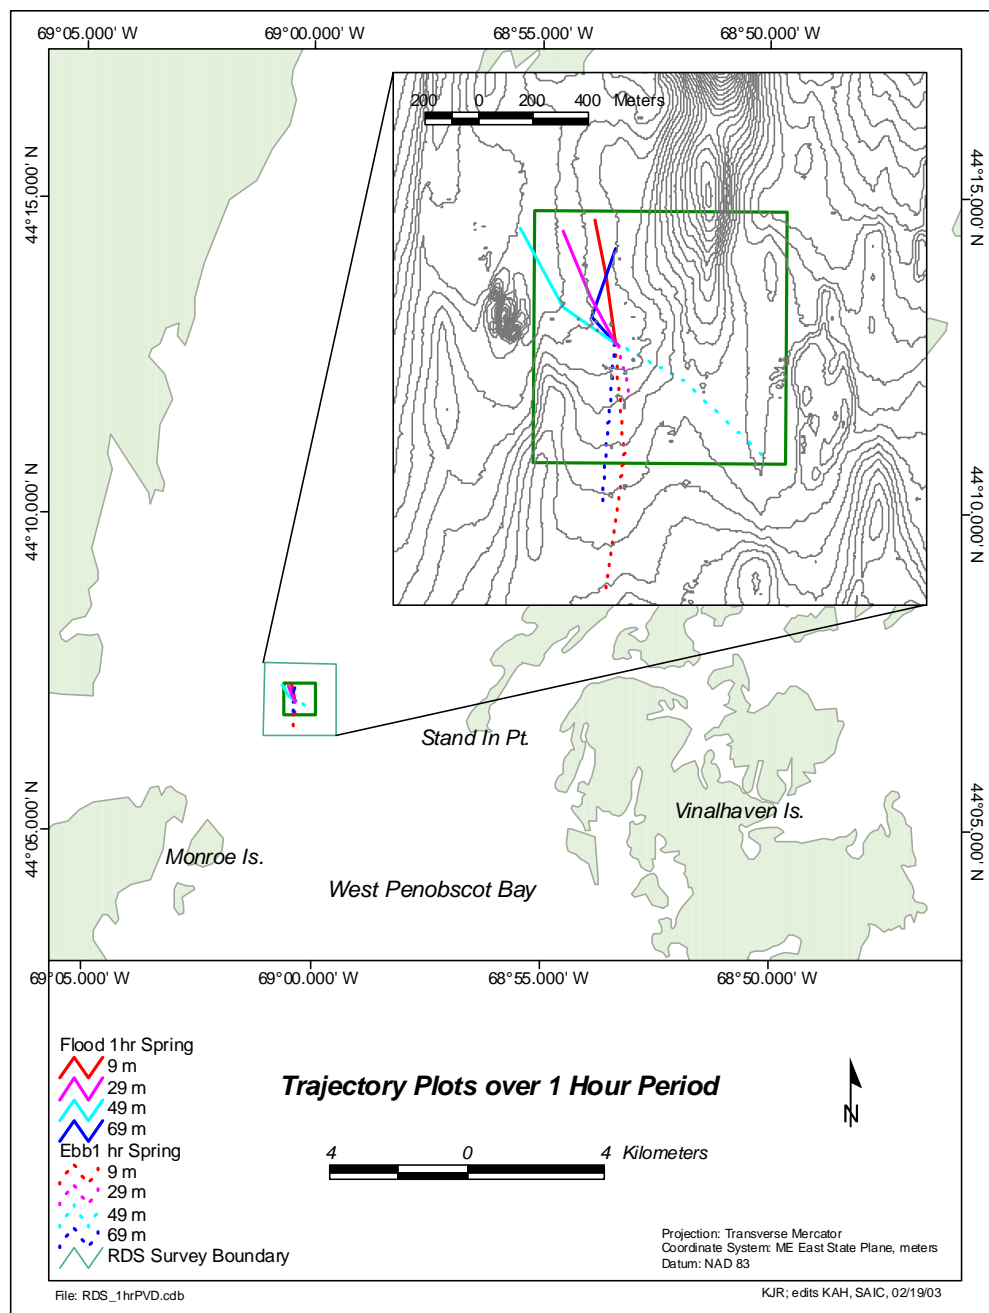 69°05.000' W 69°00.000' W 68°55.000' W 68°50.000' W
200 0 200 400 Meters
44°15.000' N 44°15.000' N
44°10.000' N 44°10.000' N
44°05.000' N 44°05.000' N
Stand In Pt.
Vinalhaven Is.
Monroe Is.
West Penobscot Bay
69°05.000' W 69°00.000' W 68°55.000' W 68°50.000' W
Flood 1hr Spring
9 m
29 m
49 m
69 m
Ebb1 hr Spring
9 m
29 m
49 m
69 m
RDS Survey Boundary
Trajectory Plots over 1 Hour Period
N
4 0 4 Kilometers
Projection: Transverse Mercator
Coordinate System: ME East State Plane, meters
Datum: NAD 83
File: RDS_1hrPVD.cdb
KJR; edits KAH, SAIC, 02/19/03